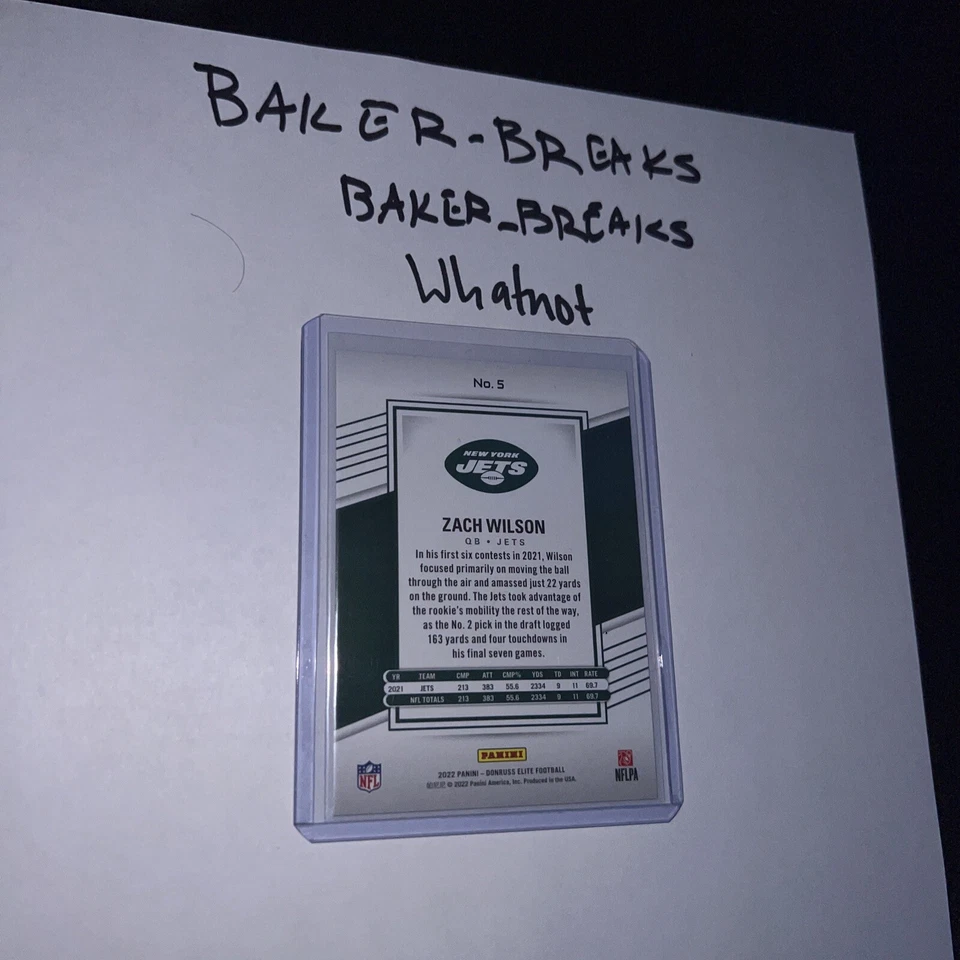 BAKER-BREAKS
BAKER_BREAKS
Whatnot
No. 5
NEW YORK
JETS
ZACH WILSON
QB • JETS
In his first six contests in 2021, Wilson
focused primarily on moving the ball
through the air and amassed just 22 yards
on the ground. The Jets took advantage of
the rookie's mobility the rest of the way,
as the No. 2 pick in the draft logged
163 yards and four touchdowns in
his final seven games.
YR TEAM CMP ATT CMP% YDS TD INT RATE
2021 JETS 213 383 55.6 2334 9 11 69.7
NFL TOTALS 213 383 55.6 2334 9 11 69.7
PANINI
2022 PANINI – DONRUSS ELITE FOOTBALL
© 2022 Panini America, Inc. Produced in the USA.
NFL
NFLPA